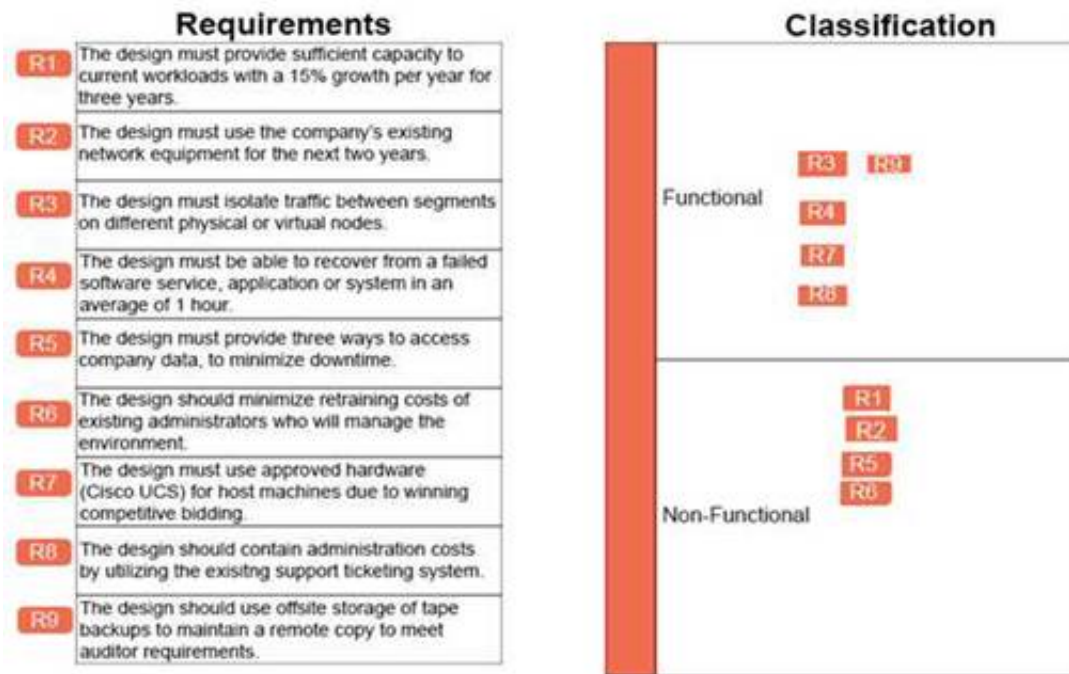 Requirements
R1
The design must provide sufficient capacity to
current workloads with a 15% growth per year for
three years.
R2
The design must use the company's existing
network equipment for the next two years.
R3
The design must isolate traffic between segments
on different physical or virtual nodes.
R4
The design must be able to recover from a failed
software service, application or system in an
average of 1 hour.
R5
The design must provide three ways to access
company data, to minimize downtime.
R6
The design should minimize retraining costs of
existing administrators who will manage the
environment.
R7
The design must use approved hardware
(Cisco UCS) for host machines due to winning
competitive bidding.
R8
The desgin should contain administration costs
by utilizing the exisitng support ticketing system.
R9
The design should use offsite storage of tape
backups to maintain a remote copy to meet
auditor requirements.
Classification
Functional
R3 R9
R4
R7
R8
Non-Functional
R1
R2
R5
R6